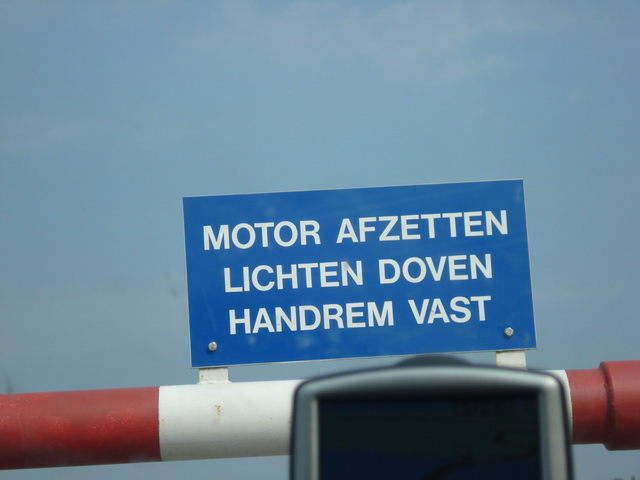 MOTOR AFZETTEN
LICHTEN DOVEN
HANDREM VAST